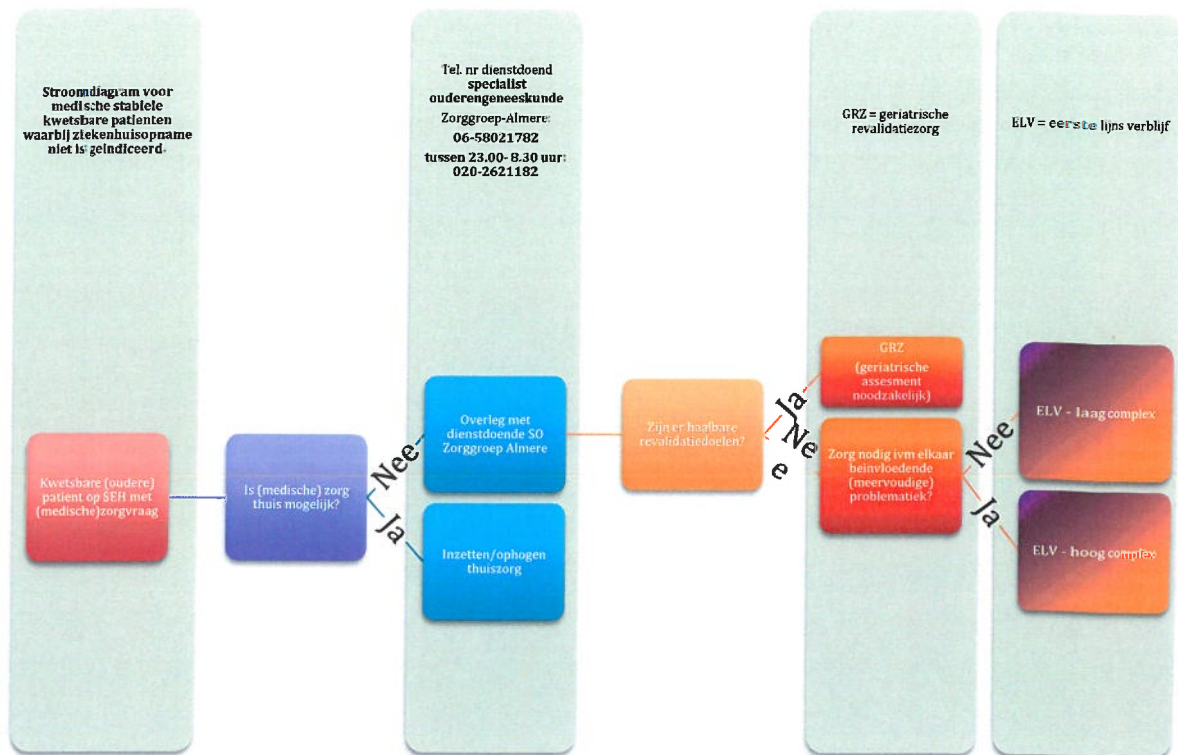 Stroomdiagram voor
medische stabiele
kwetsbare patienten
waarbij ziekenhuisopname
niet is geindiceerd.
Tel. nr dienstdoend
specialist
ouderengeneeskunde
Zorggroep-Almere:
06-58021782
tussen 23.00- 8.30 uur:
020-2621182
GRZ = geriatrische
revalidatiezorg
ELV = eerste lijns verblijf
Kwetsbare (oudere)
patient op SEH met
(medische)zorgvraag
Is (medische) zorg
thuis mogelijk?
Nee
Ja
Overleg met
dienstdoende SO
Zorggroep Almere
Inzetten/ophogen
thuiszorg
Zijn er haalbare
revalidatiedoelen?
Ja
Ne
e
GRZ
(geriatrische
assesment
noodzakelijk)
Zorg nodig ivm elkaar
beinvloedende
(meervoudige)
problematiek?
Nee
Ja
ELV - laag complex
ELV - hoog complex